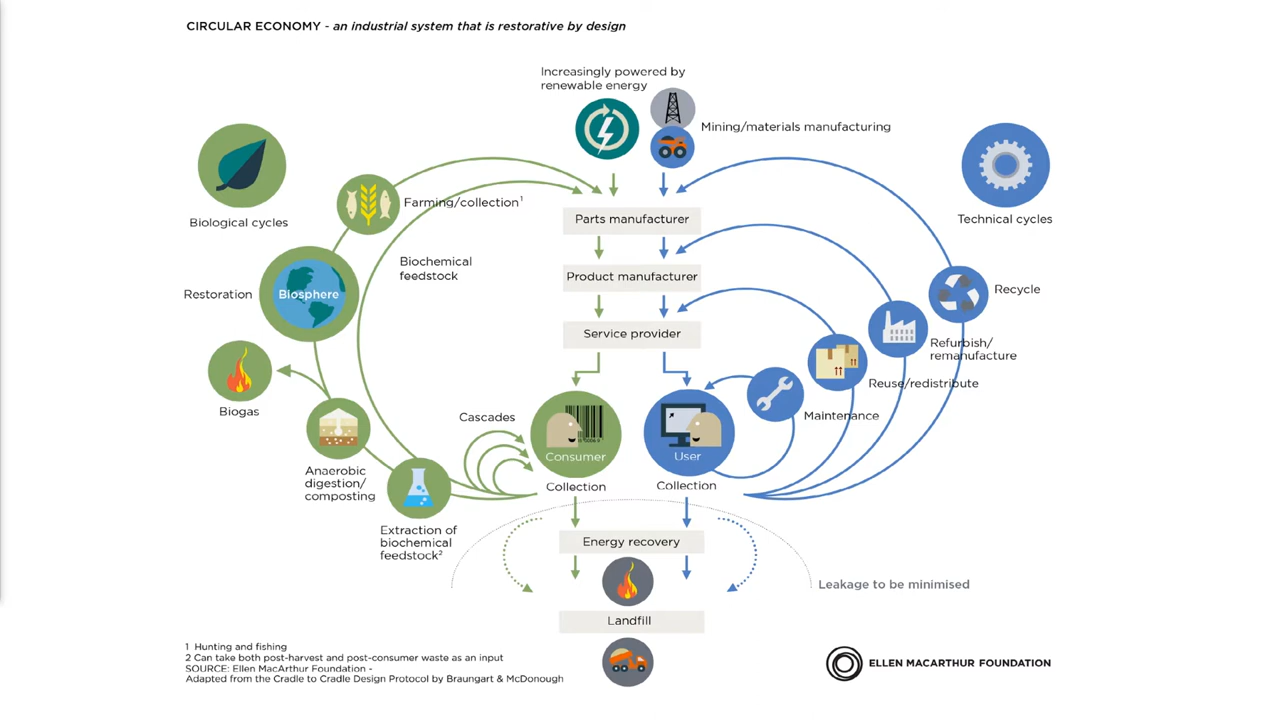 CIRCULAR ECONOMY - an industrial system that is restorative by design
Increasingly powered by
renewable energy
Mining/materials manufacturing
Biological cycles
Technical cycles
Farming/collection¹
Parts manufacturer
Biochemical
feedstock
Product manufacturer
Restoration
Biosphere
Recycle
Service provider
Refurbish/
remanufacture
Reuse/redistribute
Biogas
Cascades
Maintenance
Consumer
User
Collection
Collection
Anaerobic
digestion/
composting
Extraction of
biochemical
feedstock²
Energy recovery
Leakage to be minimised
Landfill
1 Hunting and fishing
2 Can take both post-harvest and post-consumer waste as an input
SOURCE: Ellen MacArthur Foundation -
Adapted from the Cradle to Cradle Design Protocol by Braungart & McDonough
ELLEN MACARTHUR FOUNDATION